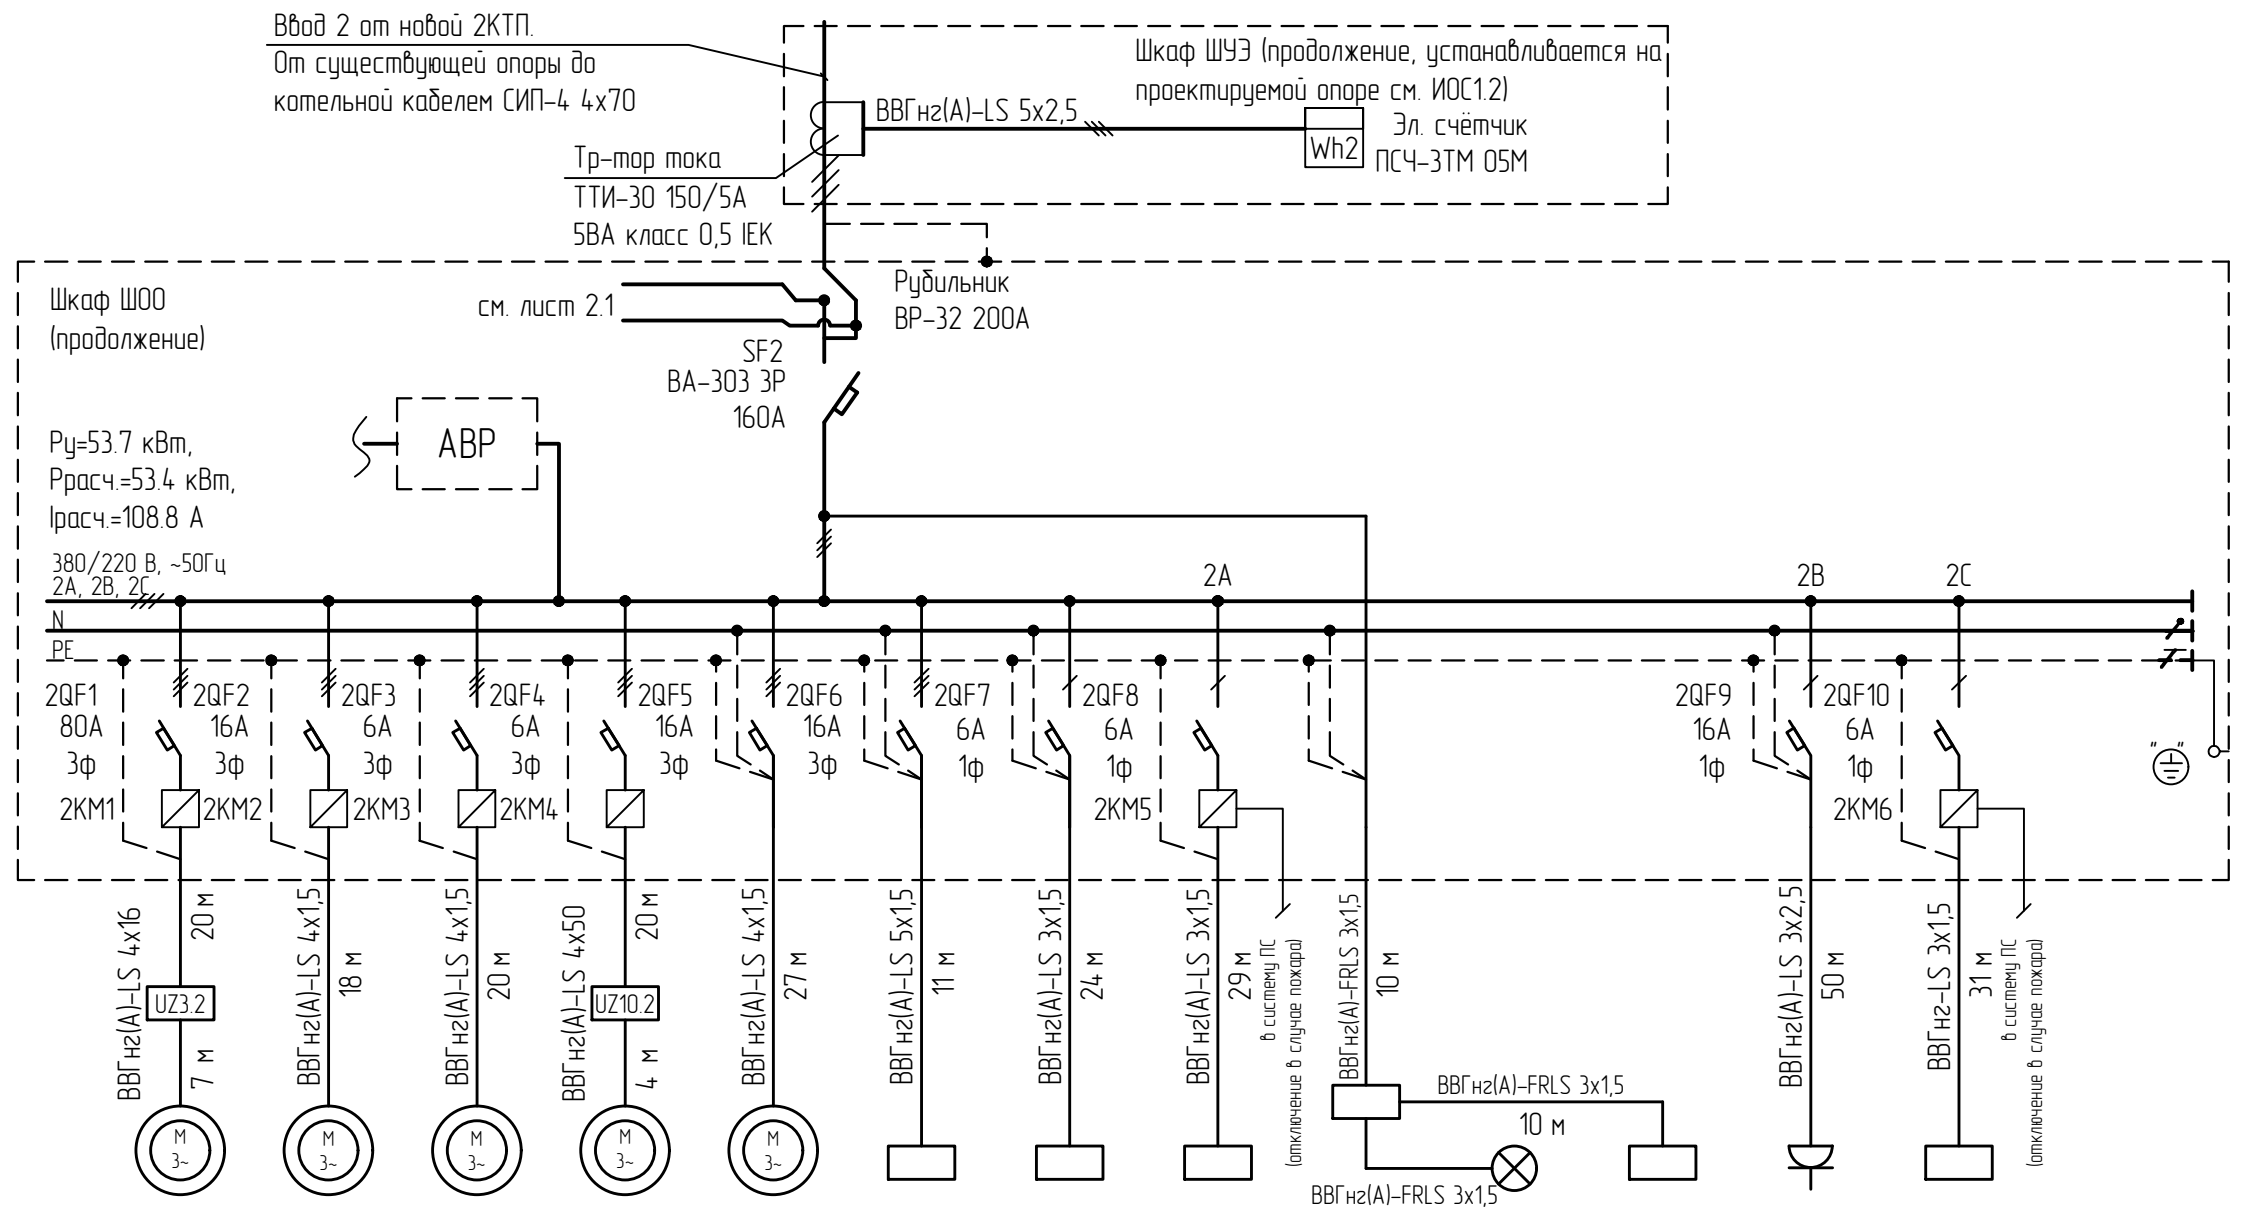 Ввод 2 от новой 2КТП.
От существующей опоры до
котельной кабелем СИП-4 4х70
Шкаф ШУЭ (продолжение, устанавливается на
проектируемой опоре см. ИОС1.2)
ВВГнг(А)-LS 5х2,5
Эл. счётчик
ПСЧ-3ТМ 05М
Wh2
Тр-тор тока
ТТИ-30 150/5А
5ВА класс 0,5 IEK
Шкаф ШОО
(продолжение)
см. лист 2.1
Рубильник
ВР-32 200А
SF2
ВА-303 3Р
160А
АВР
Ру=53.7 кВт,
Ррасч.=53.4 кВт,
Iрасч.=108.8 А
380/220 В, ~50Гц
2А, 2В, 2С
N
PE
2А
2В
2С
2QF1
80А
3ф
2КМ1
2QF2
16А
3ф
2КМ2
2QF3
6А
3ф
2КМ3
2QF4
6А
3ф
2КМ4
2QF5
16А
3ф
2QF6
16А
3ф
2QF7
6А
1ф
2QF8
6А
1ф
2КМ5
2QF9
16А
1ф
2QF10
6А
1ф
2КМ6
" "
ВВГнг(А)-LS 4х16
20 м
UZ3.2
7 м
ВВГнг(А)-LS 4х1,5
18 м
ВВГнг(А)-LS 4х1,5
20 м
ВВГнг(А)-LS 4х50
20 м
UZ10.2
4 м
ВВГнг(А)-LS 4х1,5
27 м
ВВГнг(А)-LS 5х1,5
11 м
ВВГнг(А)-LS 3х1,5
24 м
ВВГнг(А)-LS 3х1,5
29 м
в систему ПС
(отключение в случае пожара)
ВВГнг(А)-FRLS 3х1,5
10 м
ВВГнг(А)-FRLS 3х1,5
10 м
ВВГнг(А)-FRLS 3х1,5
ВВГнг(А)-LS 3х2,5
50 м
ВВГнг-LS 3х1,5
31 м
в систему ПС
(отключение в случае пожара)
М
3~
М
3~
М
3~
М
3~
М
3~